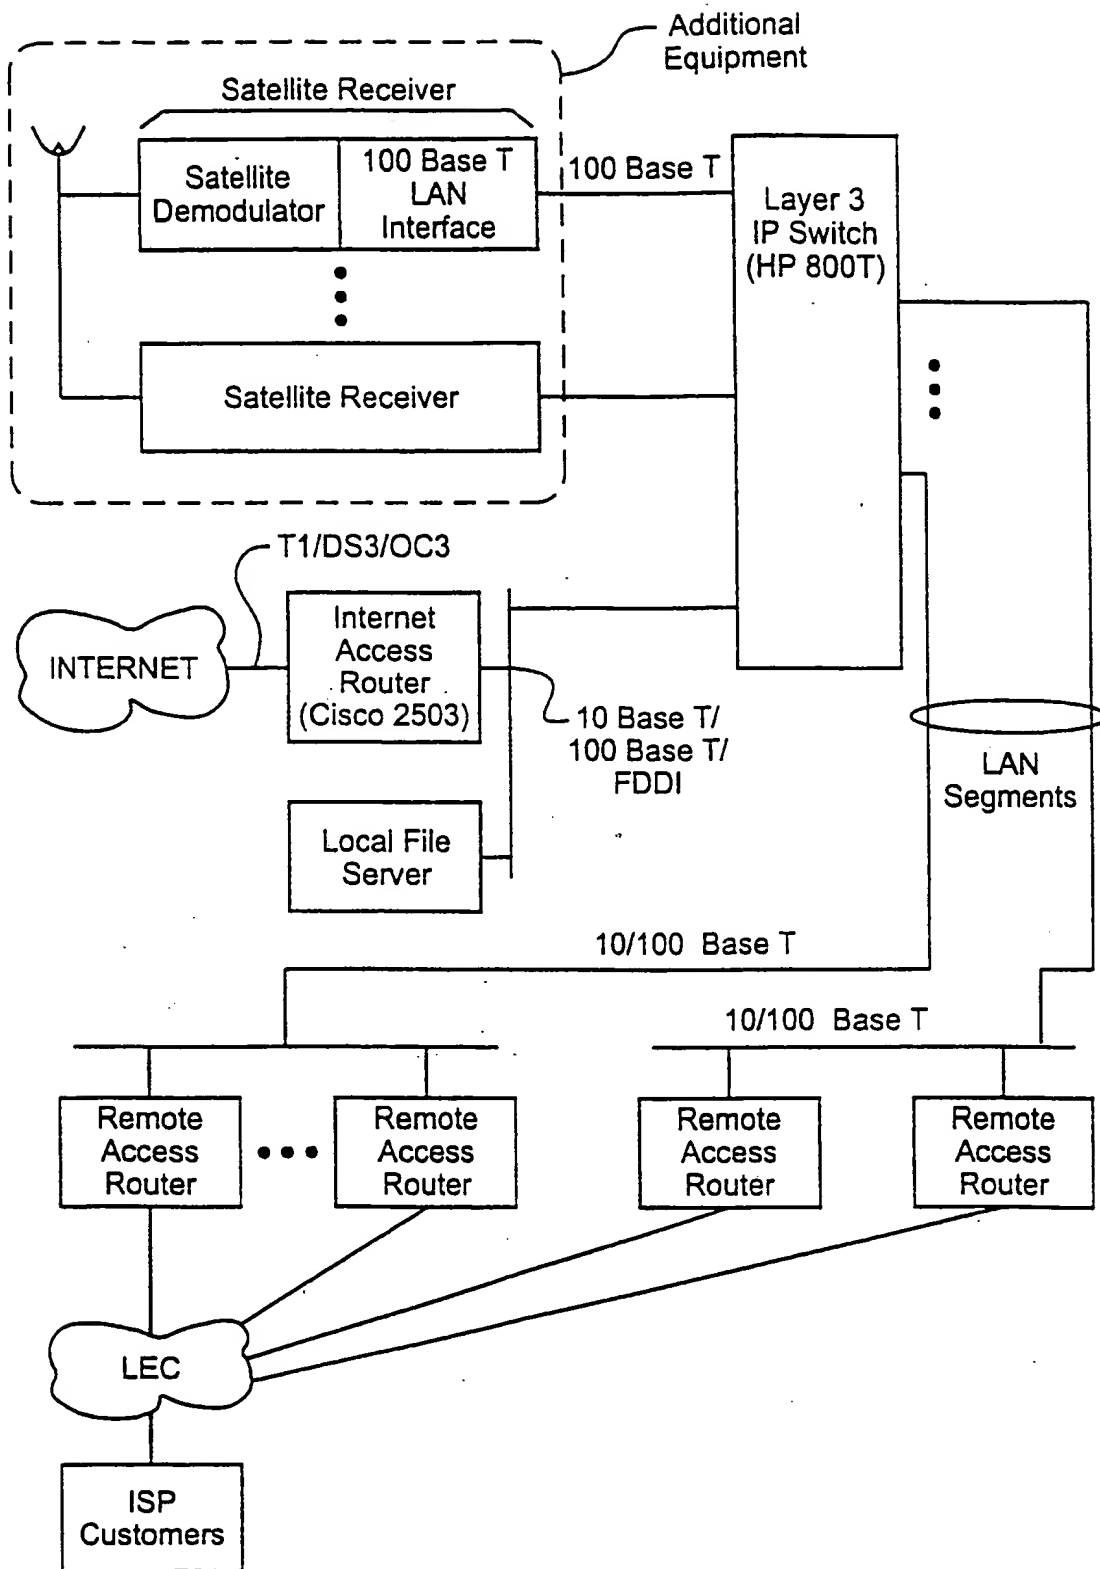 Additional
Equipment
Satellite Receiver
Satellite
Demodulator
100 Base T
LAN
Interface
100 Base T
Layer 3
IP Switch
(HP 800T)
Satellite Receiver
T1/DS3/OC3
INTERNET
Internet
Access
Router
(Cisco 2503)
10 Base T/
100 Base T/
FDDI
LAN
Segments
Local File
Server
10/100 Base T
10/100 Base T
Remote
Access
Router
Remote
Access
Router
Remote
Access
Router
Remote
Access
Router
LEC
ISP
Customers